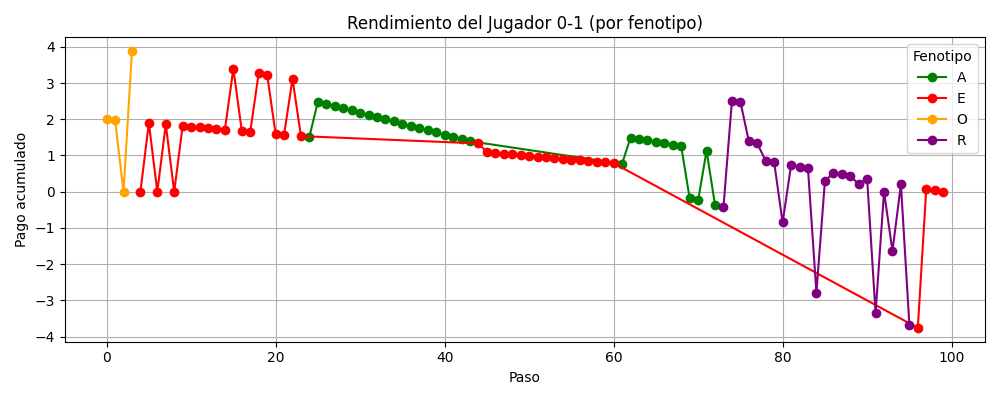 Rendimiento del Jugador 0-1 (por fenotipo)
Pago acumulado
4
3
2
1
0
−1
−2
−3
−4
0
20
40
60
80
100
Paso
Fenotipo
A
E
O
R